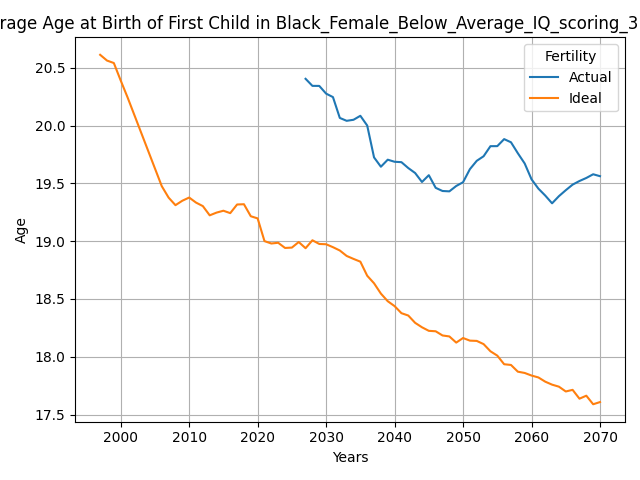 rage Age at Birth of First Child in Black_Female_Below_Average_IQ_scoring_3
Fertility
Actual
Ideal
20.5
20.0
19.5
19.0
18.5
18.0
17.5
Age
2000 2010 2020 2030 2040 2050 2060 2070
Years